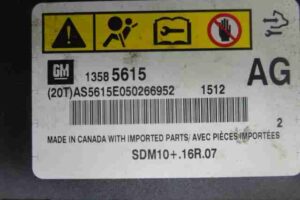 GM
1358 5615
AG
(20T)AS5615E050266952 1512
2
MADE IN CANADA WITH IMPORTED PARTS/ AVEC PIÈCES IMPORTÉES
SDM10+.16R.07